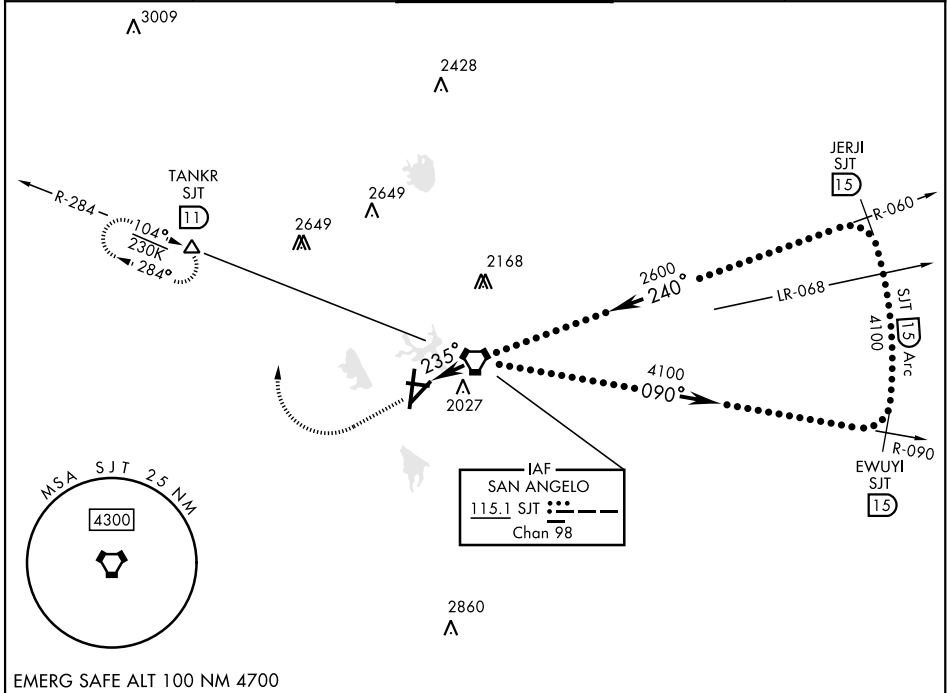 3009
2428
JERJI
SJT
15
TANKR
SJT
11
R-284
R-060
104°
230K
284°
2649
2649
2168
2600
240°
LR-068
SJT 15 Arc
4100
235°
4100
090°
2027
R-090
EWUYI
SJT
15
IAF
SAN ANGELO
115.1 SJT
Chan 98
MSA SJT 25 NM
4300
2860
EMERG SAFE ALT 100 NM 4700